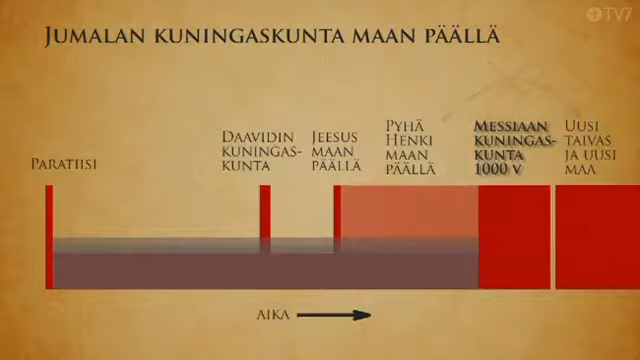 TV7
Jumalan kuningaskunta maan päällä
Paratiisi
Daavidin
kuningas-
kunta
Jeesus
maan
päällä
Pyhä
Henki
maan
päällä
Messiaan
kuningas-
kunta
1000 v
Uusi
taivas
ja uusi
maa
aika